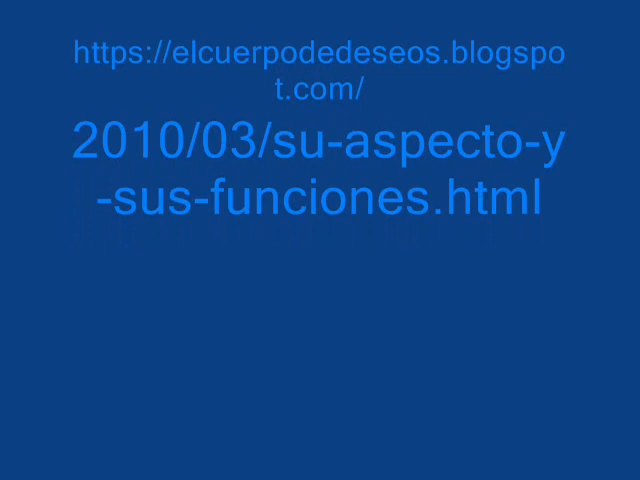 https://elcuerpodedeseos.blogspo
t.com/
2010/03/su-aspecto-y
-sus-funciones.html